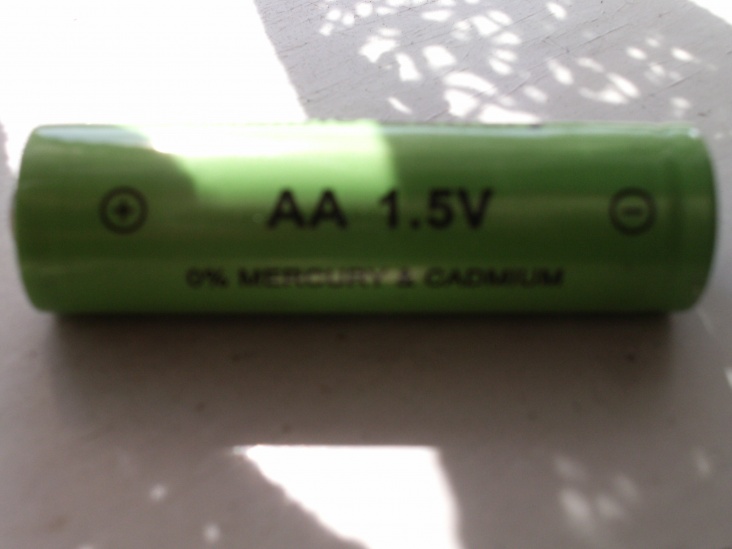 ⊕ AA 1.5V ⊖
0% MERCURY & CADMIUM